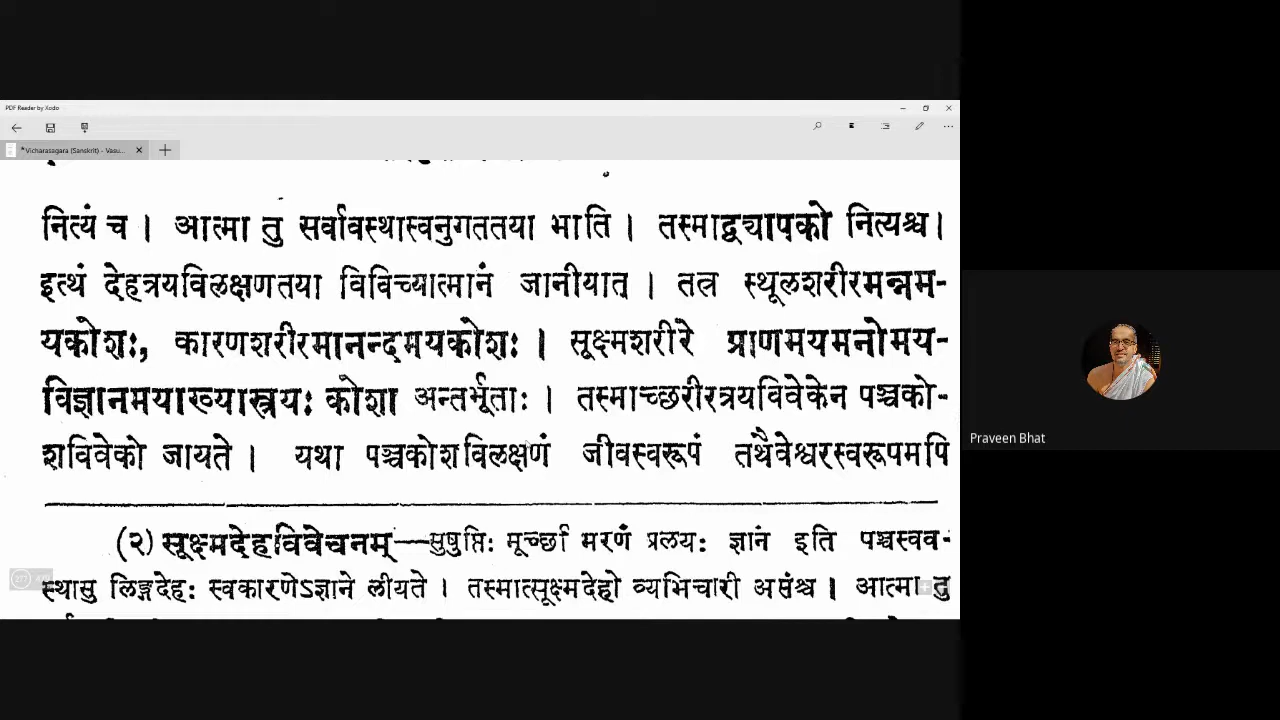 PDF Reader by Xodo
*Vicharasagara (Sanskrit) - Vasu...
नित्यं च । आत्मा तु सर्वावस्थास्वनुगततया भाति । तस्माद्व्यापको नित्यश्च ।
इत्थं देहत्रयविलक्षणतया विविच्यात्मानं जानीयात् । तत्र स्थूलशरीरमन्नम-
यकोशः, कारणशरीरमानन्दमयकोशः । सूक्ष्मशरीरे प्राणमयमनोमय-
विज्ञानमयाख्यास्त्रयः कोशा अन्तर्भूताः । तस्माच्छरीरत्रयविवेकेन पञ्चको-
शविवेको जायते । यथा पञ्चकोशविलक्षणं जीवस्वरूपं तथैवेश्वरस्वरूपमपि
(२) सूक्ष्मदेहविवेचनम्—सुषुप्तिः मूर्च्छा मरणं प्रलयः ज्ञानं इति पञ्चस्वव-
स्थासु लिङ्गदेहः स्वकारणेऽज्ञाने लीयते । तस्मात्सूक्ष्मदेहो व्यभिचारी असंश्च । आत्मा तु
Praveen Bhat